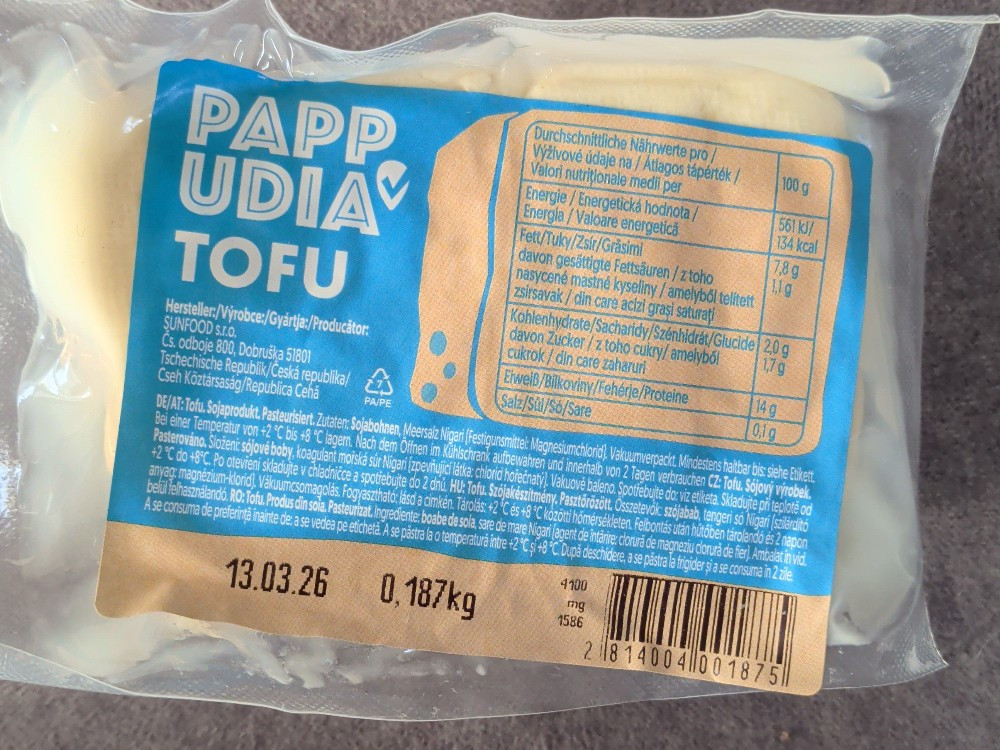 PAPP
UDIA
TOFU
Hersteller:/Výrobce:/Gyártja:/Producător:
SUNFOOD s.r.o.
Čs. odboje 800, Dobruška 51801
Tschechische Republik/Česká republika/
Cseh Köztársaság/Republica Cehă
7
PA/PE
Durchschnittliche Nährwerte pro /
Výživové údaje na / Átlagos tápérték /
Valori nutriționale medii per
100 g
Energie / Energetická hodnota /
Energia / Valoare energetică
561 kJ/
134 kcal
Fett/Tuky/Zsír/Grăsimi
7,8 g
davon gesättigte Fettsäuren / z toho
nasycené mastné kyseliny / amelyből telített
zsírsavak / din care acizi grași saturați
1,1 g
Kohlenhydrate/Sacharidy/Szénhidrát/Glucide
2,0 g
davon Zucker / z toho cukry/ amelyből
cukrok / din care zaharuri
1,7 g
Eiweiß/Bílkoviny/Fehérje/Proteine
14 g
Salz/Sůl/Só/Sare
0,1 g
DE/AT: Tofu. Sojaprodukt. Pasteurisiert. Zutaten: Sojabohnen, Meersalz Nigari [Festigunsmittel: Magnesiumchlorid]. Vakuumverpackt. Mindestens haltbar bis: siehe Etikett.
Bei einer Temperatur von +2 °C bis +8 °C lagern. Nach dem Öffnen im Kühlschrank aufbewahren und innerhalb von 2 Tagen verbrauchen CZ: Tofu. Sójový výrobek.
Pasterováno. Složení: sójové boby, koagulant mořská sůr Nigari [zpevňující látka: chlorid hořečnatý]. Vakuově baleno. Spotřebujte do: viz etiketa. Skladujte při teplotě od
+2 °C do +8°C. Po otevření skladujte v chladničce a spotřebujte do 2 dnů. HU: Tofu. Szójakészítmény. Pasztőrözött. Összetevők: szójabab, tengeri só Nigari [szilárdító
anyag: magnézium-klorid]. Vákuumcsomagolás. Fogyasztható: lásd a címkén. Tárolás: +2 °C és +8 °C közötti hőmérsékleten. Felbontás után hűtőben tárolandó és 2 napon
belül felhasználandó. RO: Tofu. Produs din soia. Pasteurizat. Ingrediente: boabe de soia, sare de mare Nigari [agent de întărire: clorură de magneziu clorură de fier]. Ambalat în vid.
A se consuma de preferință înainte de: a se vedea pe etichetă. A se păstra la o temperatură între +2 °C și +8 °C. După deschidere, a se păstra la frigider și a se consuma în 2 zile.
13.03.26 0,187kg
4100
mg
1586
2 814004 001875